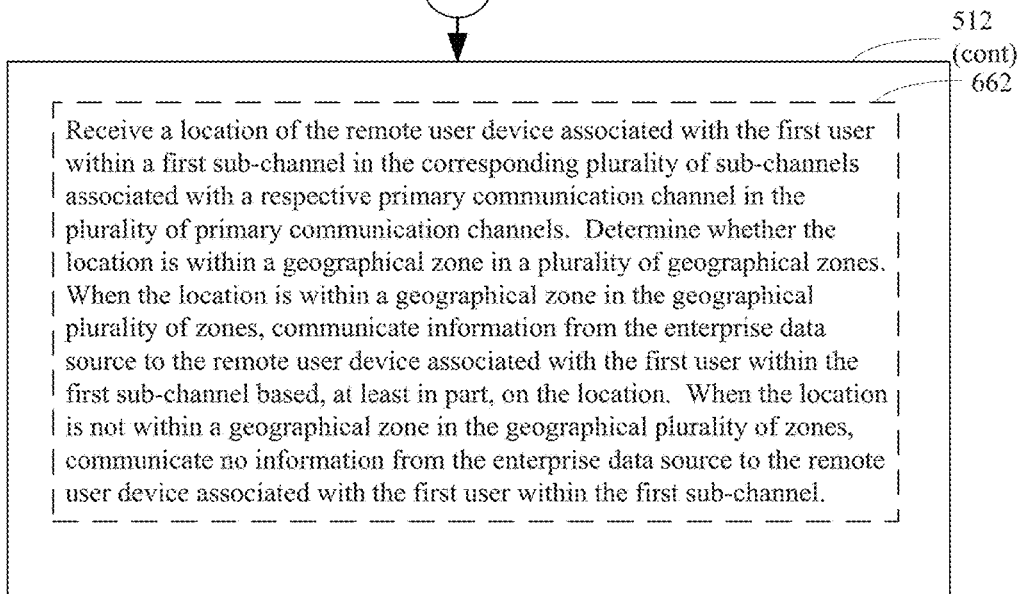 512
(cont)
662
Receive a location of the remote user device associated with the first user
within a first sub-channel in the corresponding plurality of sub-channels
associated with a respective primary communication channel in the
plurality of primary communication channels.  Determine whether the
location is within a geographical zone in a plurality of geographical zones.
When the location is within a geographical zone in the geographical
plurality of zones, communicate information from the enterprise data
source to the remote user device associated with the first user within the
first sub-channel based, at least in part, on the location.  When the location
is not within a geographical zone in the geographical plurality of zones,
communicate no information from the enterprise data source to the remote
user device associated with the first user within the first sub-channel.